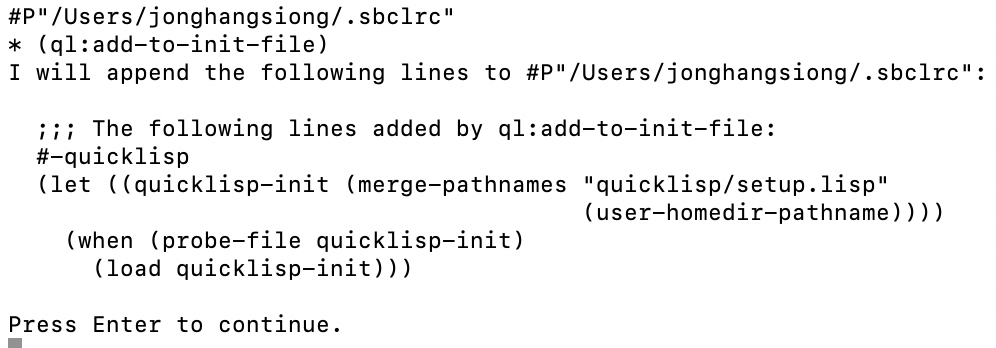 #P"/Users/jonghangsiong/.sbclrc"
* (ql:add-to-init-file)
I will append the following lines to #P"/Users/jonghangsiong/.sbclrc":

  ;;; The following lines added by ql:add-to-init-file:
  #-quicklisp
  (let ((quicklisp-init (merge-pathnames "quicklisp/setup.lisp"
                                         (user-homedir-pathname))))
    (when (probe-file quicklisp-init)
      (load quicklisp-init)))

Press Enter to continue.